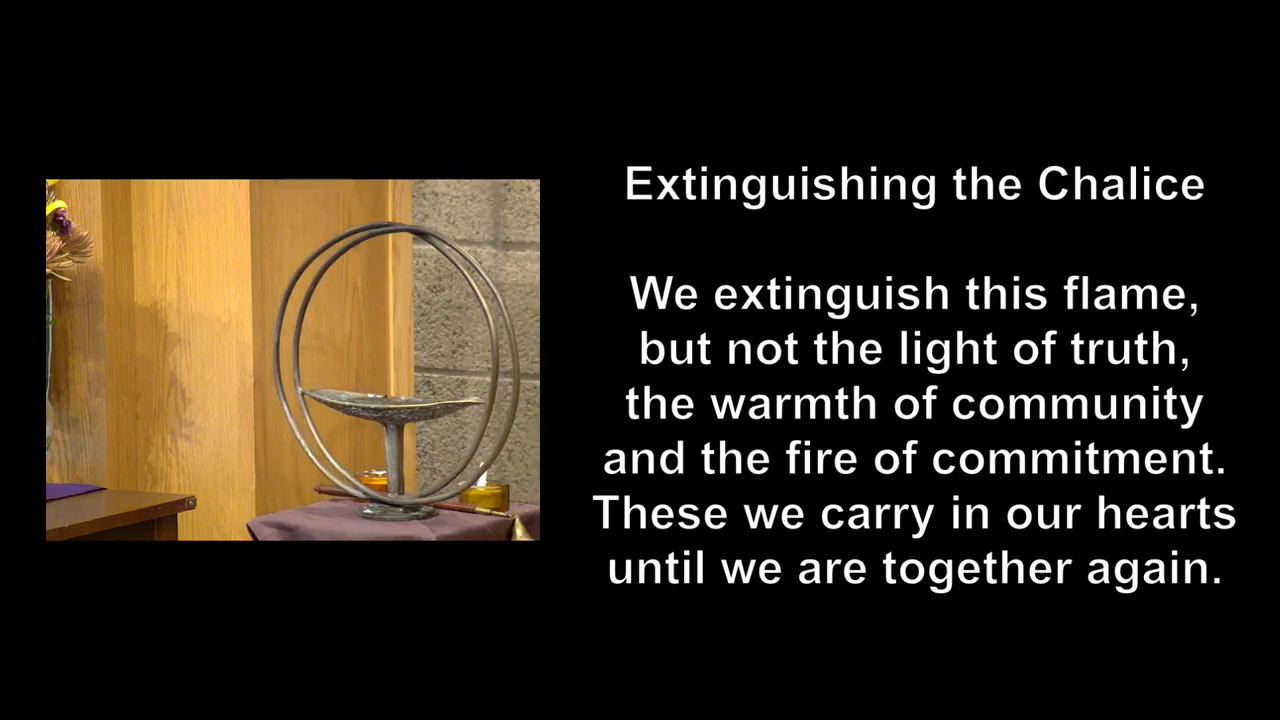 Extinguishing the Chalice
We extinguish this flame,
but not the light of truth,
the warmth of community
and the fire of commitment.
These we carry in our hearts
until we are together again.